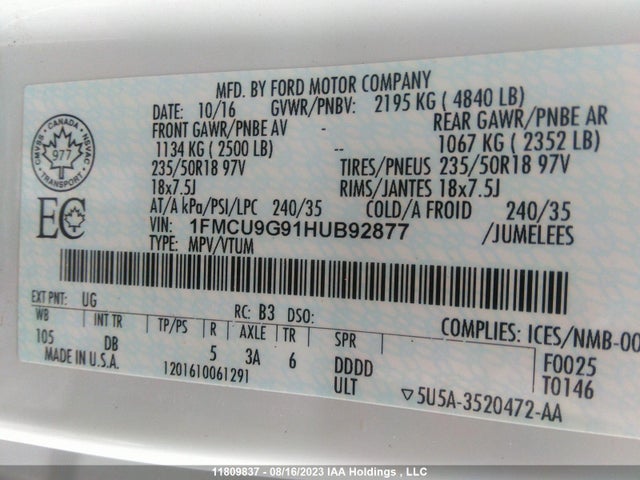 MFD. BY FORD MOTOR COMPANY
DATE: 10/16 GVWR/PNBV: 2195 KG ( 4840 LB)
FRONT GAWR/PNBE AV - REAR GAWR/PNBE AR
1134 KG ( 2500 LB) -- 1067 KG ( 2352 LB)
235/50R18 97V TIRES/PNEUS 235/50R18 97V
18x7.5J RIMS/JANTES 18x7.5J
AT/A kPa/PSI/LPC 240/35 COLD/A FROID 240/35
VIN: 1FMCU9G91HUB92877 /JUMELEES
TYPE: MPV/VTUM
CANADA
CMVSS NSVAC
977
TRANSPORT
EC
EXT PNT: UG RC: B3 DSO: COMPLIES: ICES/NMB-00
WB INT TR TP/PS R AXLE TR SPR F0025
105 DB 5 3A 6 DDDD T0146
MADE IN U.S.A. 1201610061291 ULT ▽5U5A-3520472-AA
11809837 - 08/16/2023 IAA Holdings , LLC